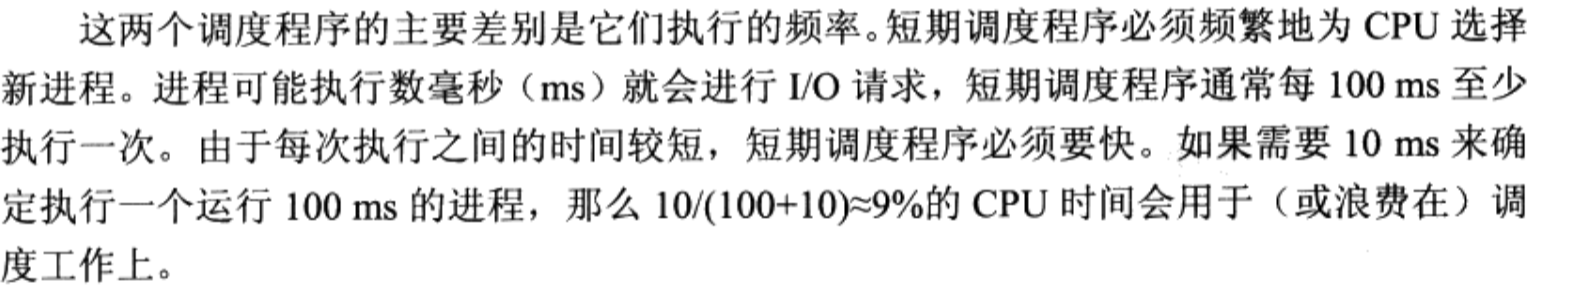 这两个调度程序的主要差别是它们执行的频率。短期调度程序必须频繁地为 CPU 选择
新进程。进程可能执行数毫秒（ms）就会进行 I/O 请求，短期调度程序通常每 100 ms 至少
执行一次。由于每次执行之间的时间较短，短期调度程序必须要快。如果需要 10 ms 来确
定执行一个运行 100 ms 的进程，那么 10/(100+10)≈9%的 CPU 时间会用于（或浪费在）调
度工作上。